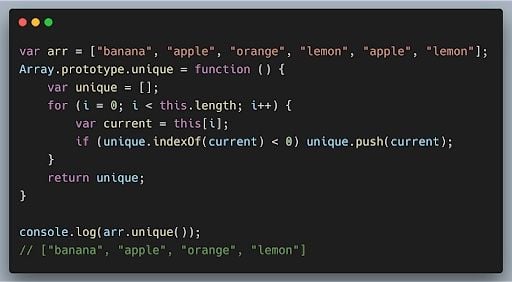 var arr = ["banana", "apple", "orange", "lemon", "apple", "lemon"];
Array.prototype.unique = function () {
    var unique = [];
    for (i = 0; i < this.length; i++) {
        var current = this[i];
        if (unique.indexOf(current) < 0) unique.push(current);
    }
    return unique;
}

console.log(arr.unique());
// ["banana", "apple", "orange", "lemon"]